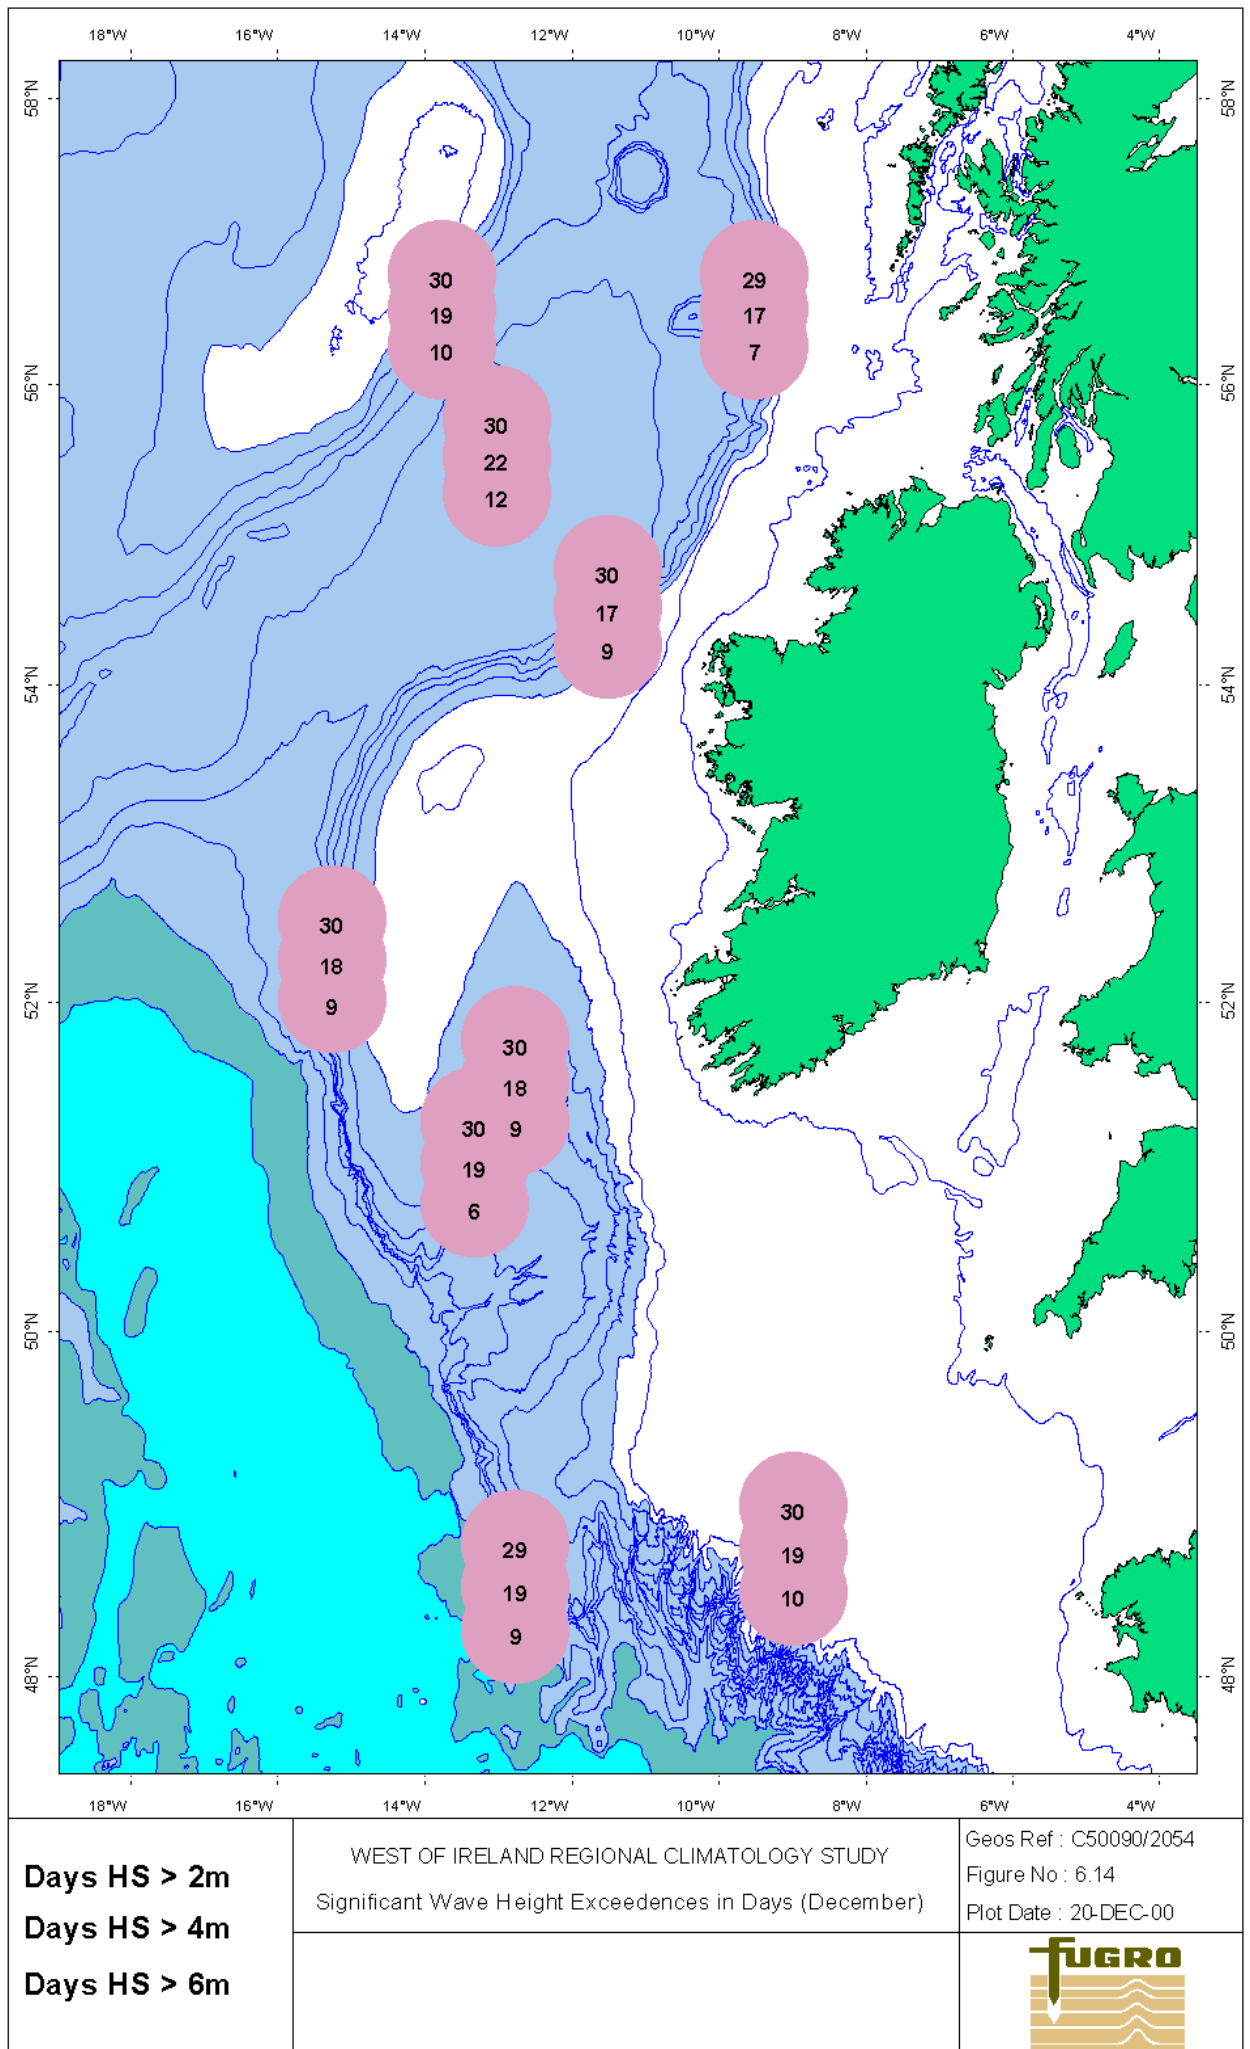 18°W 16°W 14°W 12°W 10°W 8°W 6°W 4°W
58°N 58°N
30 29
19 17
10 7
56°N 56°N
30
22
12
30
17
9
54°N 54°N
30
18
9
52°N 52°N
30
18
30 9
19
6
50°N 50°N
30
19
10
29
19
9
48°N 48°N
18°W 16°W 14°W 12°W 10°W 8°W 6°W 4°W
Days HS > 2m
Days HS > 4m
Days HS > 6m
WEST OF IRELAND REGIONAL CLIMATOLOGY STUDY
Significant Wave Height Exceedences in Days (December)
Geos Ref : C50090/2054
Figure No : 6.14
Plot Date : 20-DEC-00
FUGRO